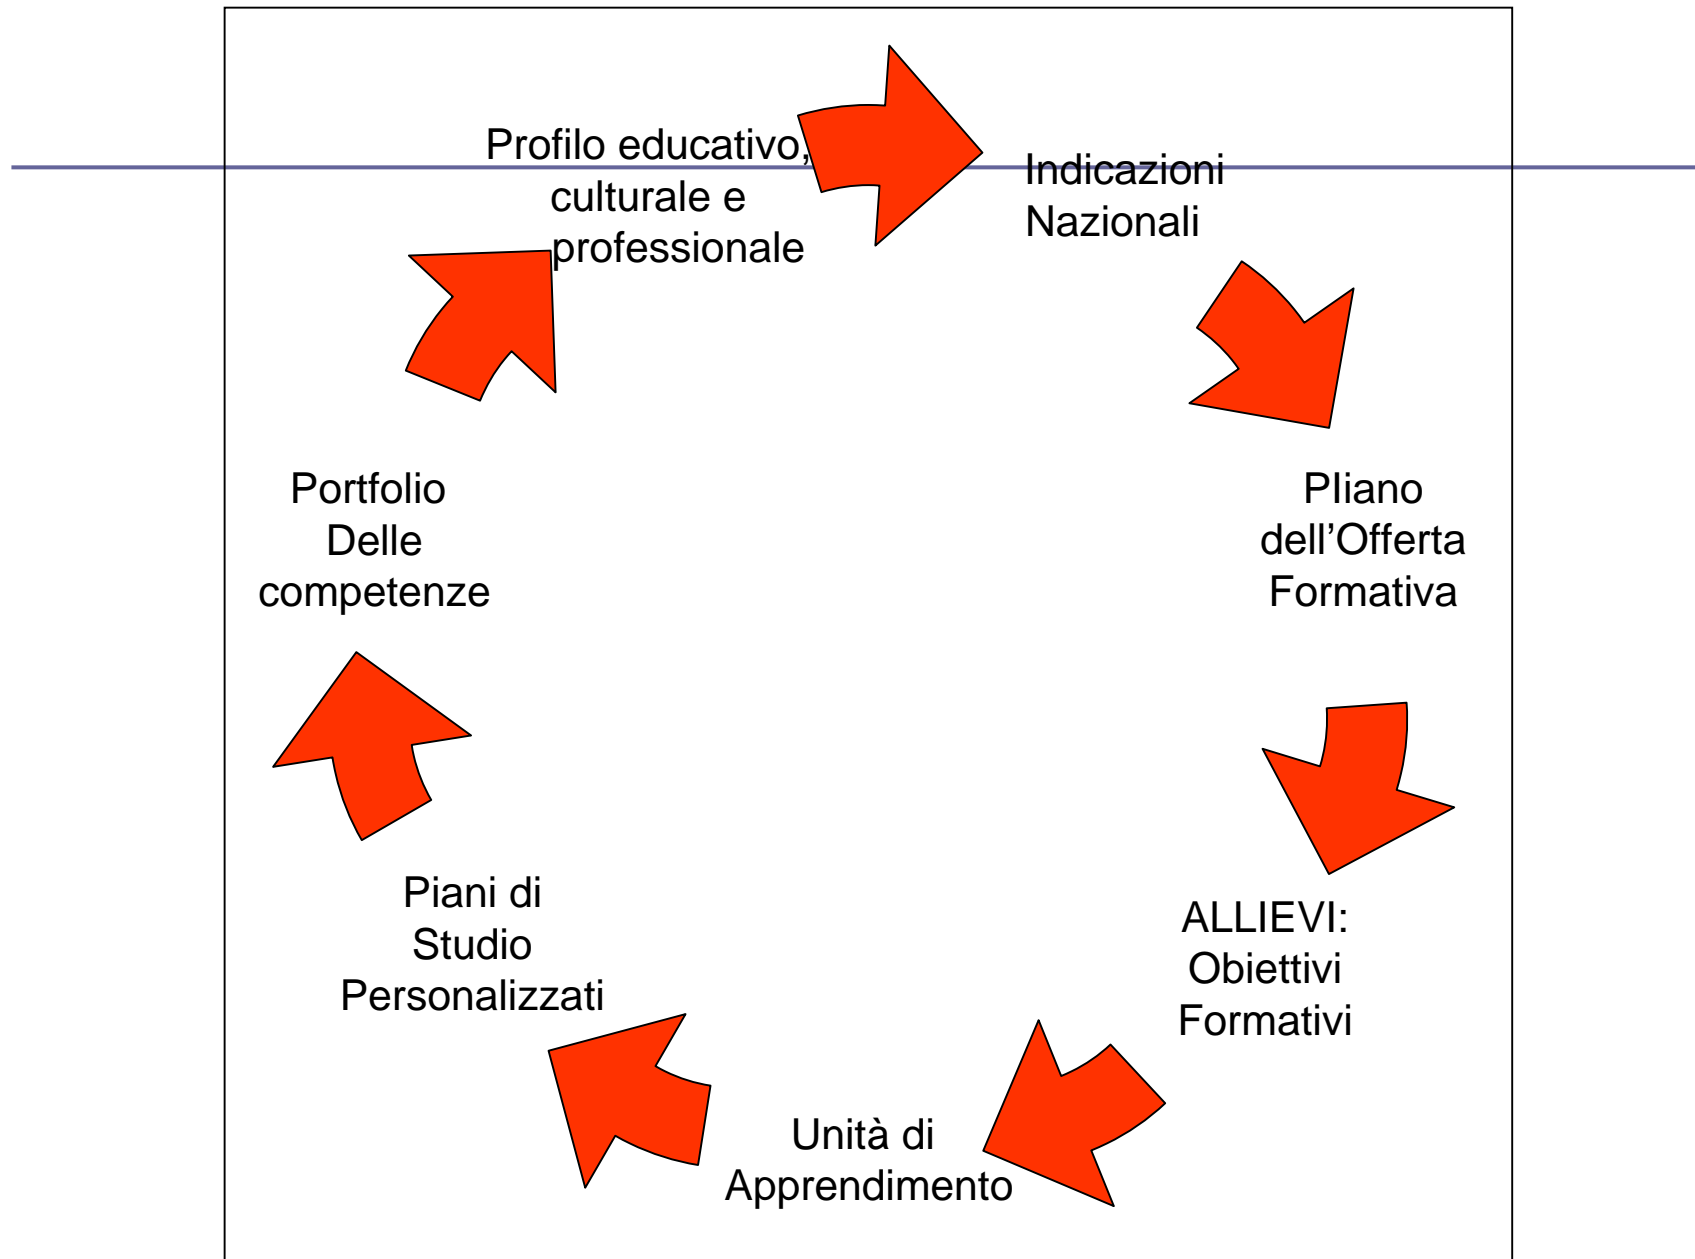 Profilo educativo,
culturale e
professionale
Indicazioni
Nazionali
Pliano
dell’Offerta
Formativa
ALLIEVI:
Obiettivi
Formativi
Unità di
Apprendimento
Piani di
Studio
Personalizzati
Portfolio
Delle
competenze